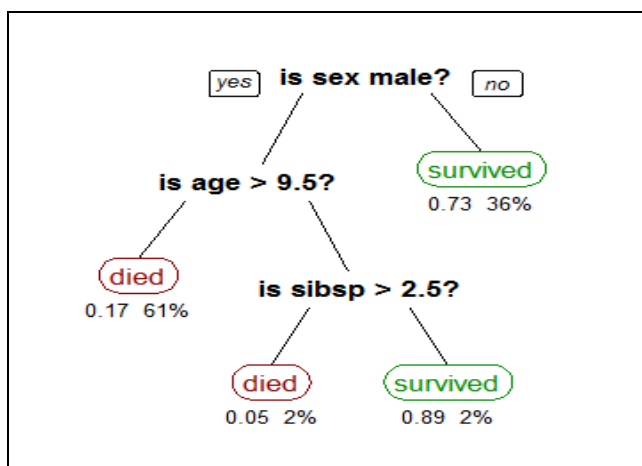 yes is sex male? no
is age > 9.5?
survived
0.73 36%
died
0.17 61%
is sibsp > 2.5?
died survived
0.05 2% 0.89 2%